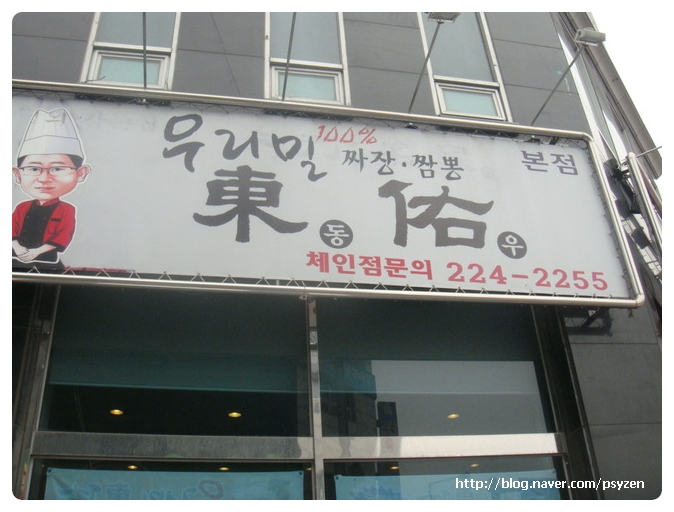 우리밀 100% 짜장·짬뽕 본점
東동 佑우
체인점문의 224-2255
http://blog.naver.com/psyzen